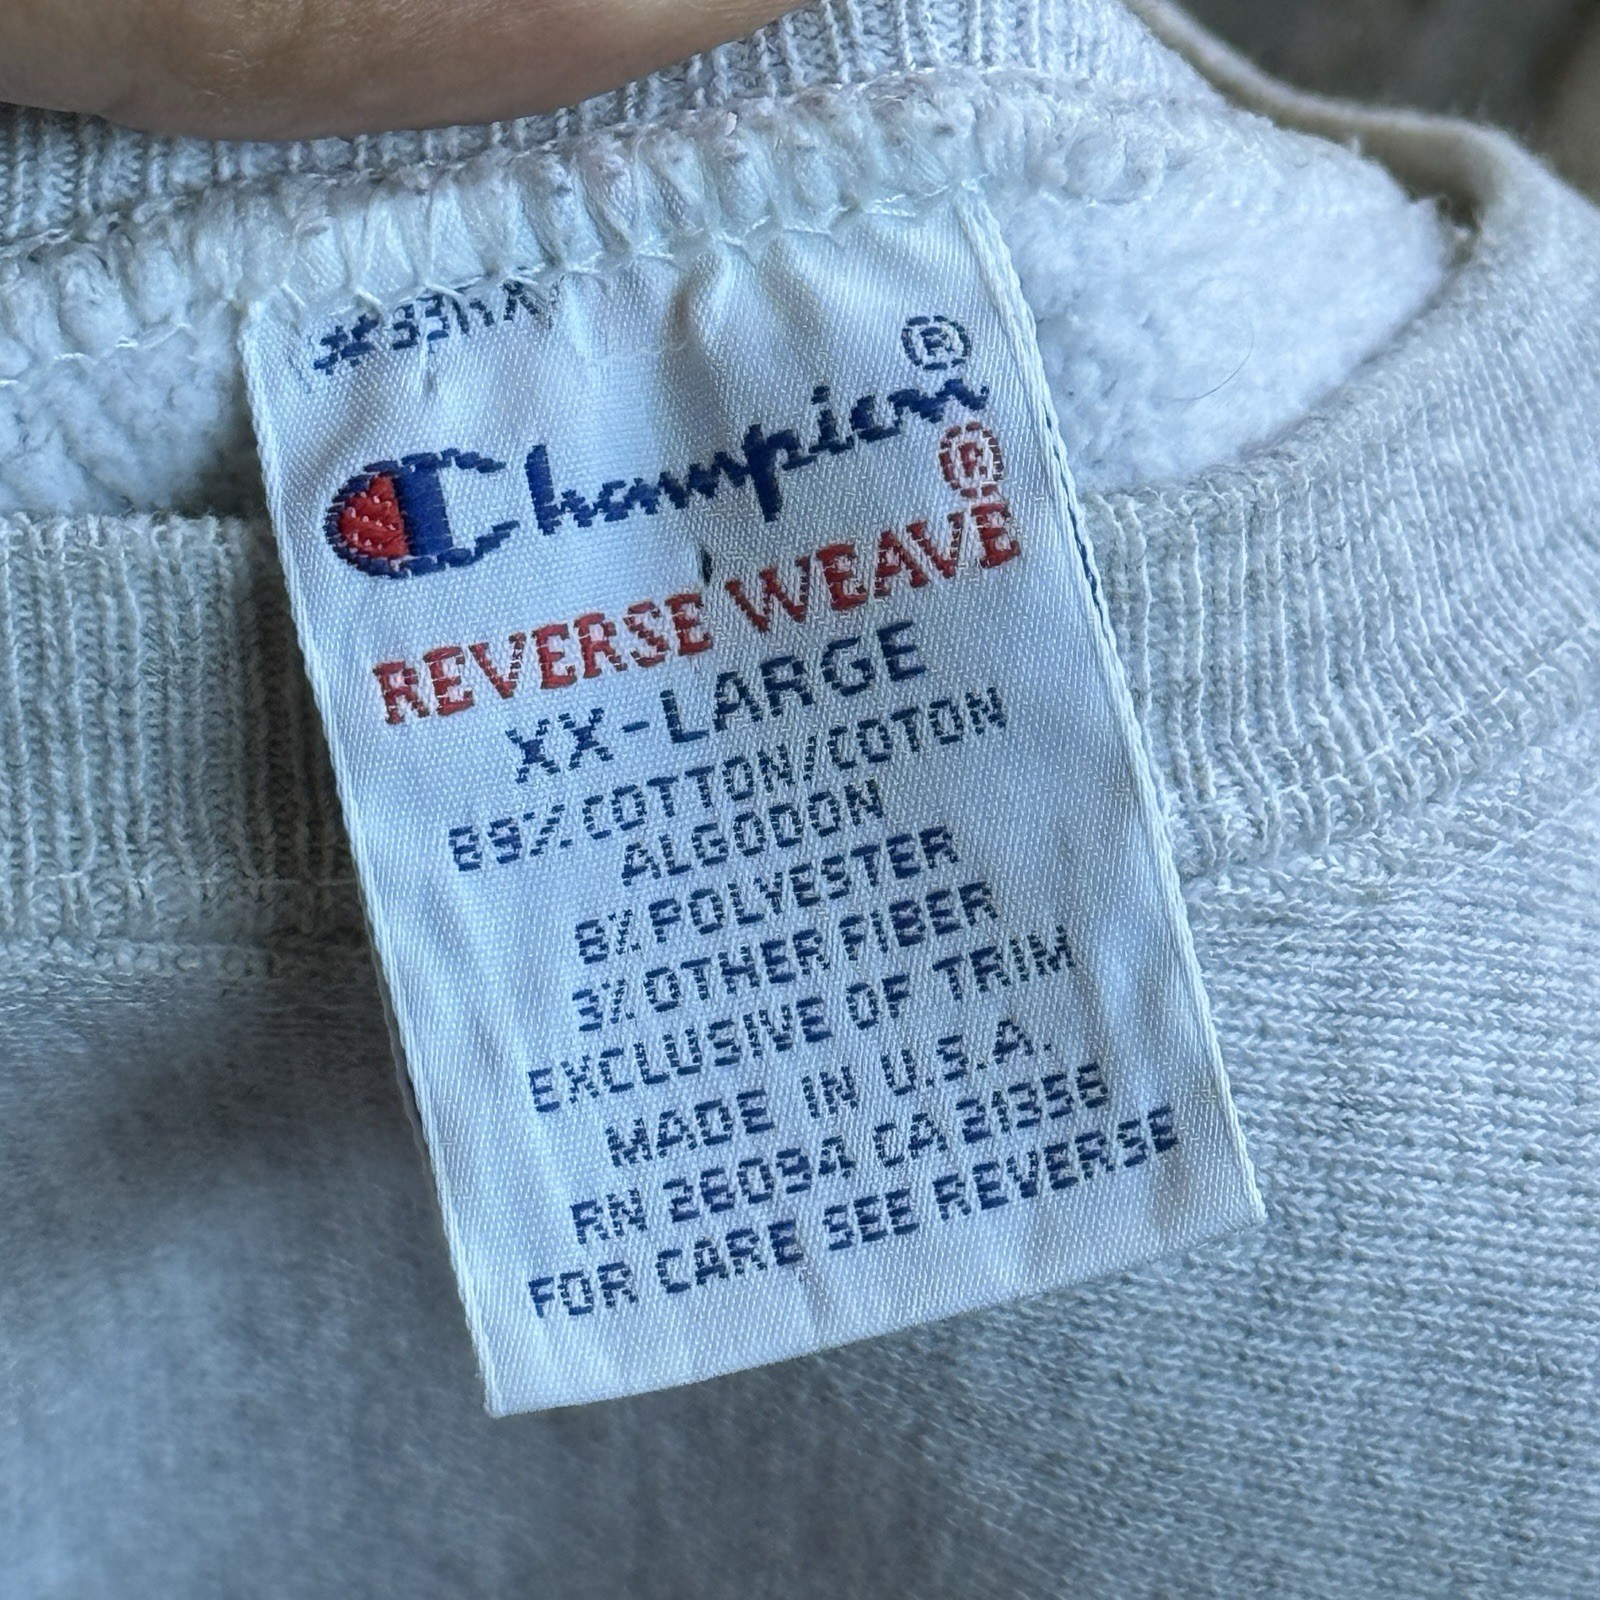 Champion®
®
REVERSE WEAVE
XX-LARGE
89% COTTON/COTON
ALGODON
8% POLYESTER
3% OTHER FIBER
EXCLUSIVE OF TRIM
MADE IN U.S.A.
RN 26094 CA 21356
FOR CARE SEE REVERSE